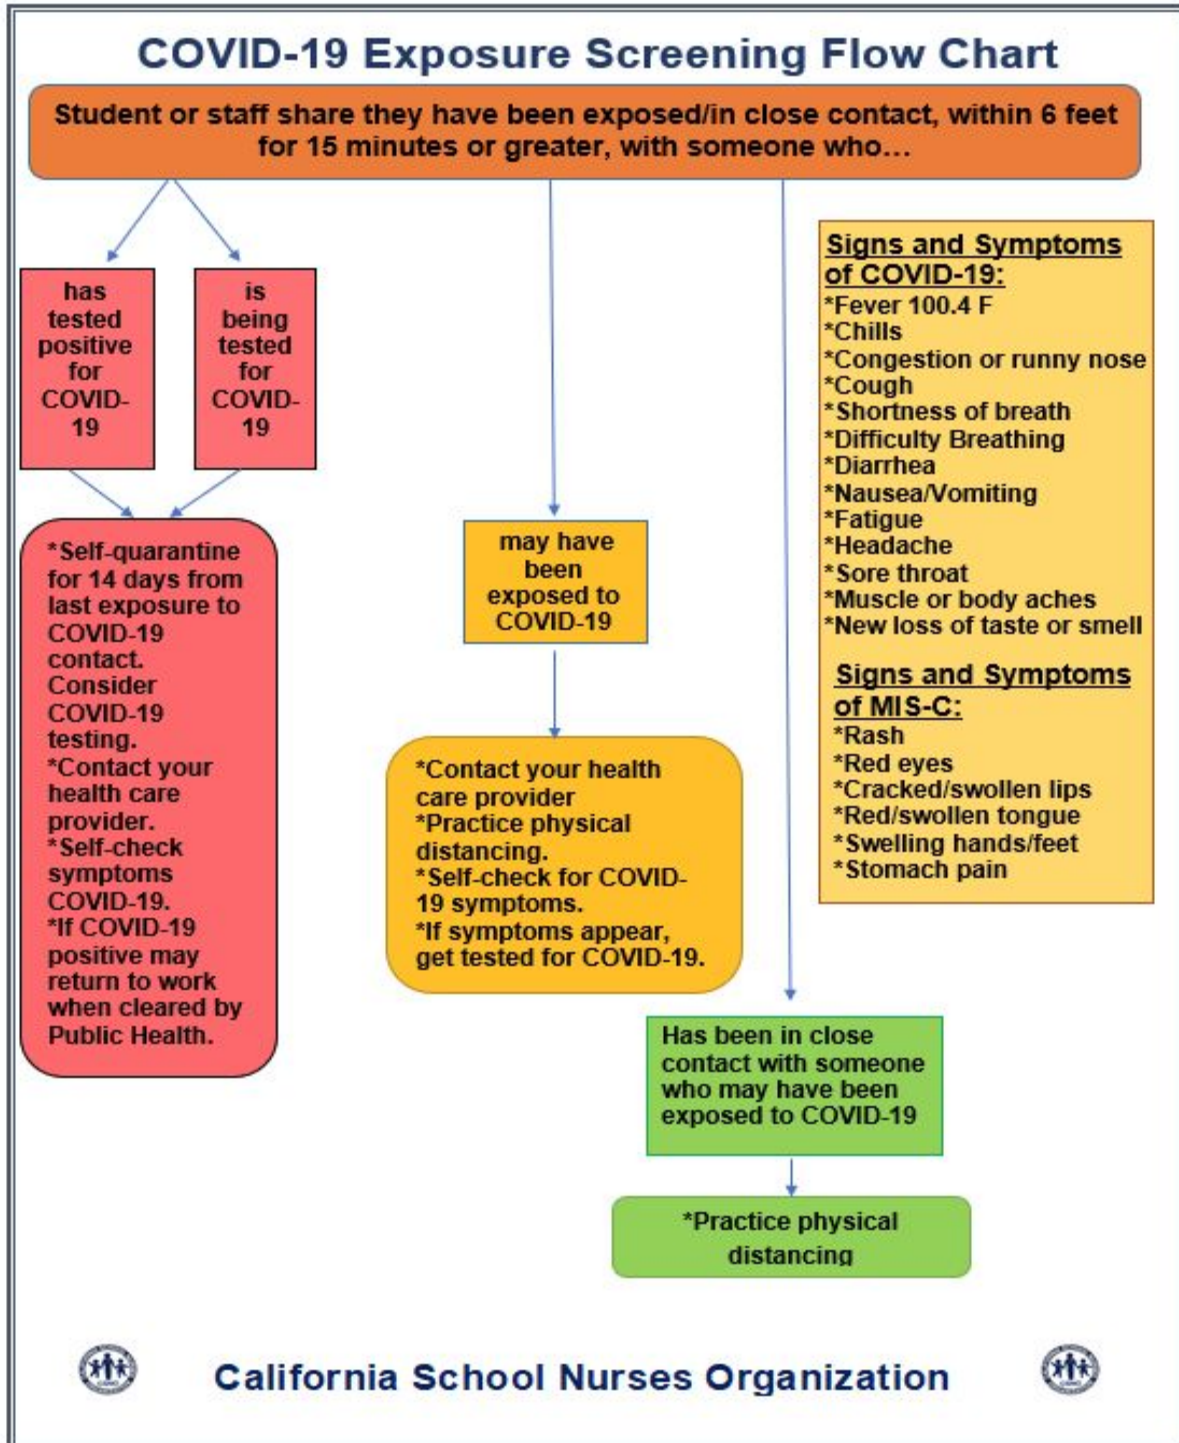 COVID-19 Exposure Screening Flow Chart
Student or staff share they have been exposed/in close contact, within 6 feet
for 15 minutes or greater, with someone who…
has
tested
positive
for
COVID-
19
is
being
tested
for
COVID-
19
*Self-quarantine
for 14 days from
last exposure to
COVID-19
contact.
Consider
COVID-19
testing.
*Contact your
health care
provider.
*Self-check
symptoms
COVID-19.
*If COVID-19
positive may
return to work
when cleared by
Public Health.
may have
been
exposed to
COVID-19
*Contact your health
care provider
*Practice physical
distancing.
*Self-check for COVID-
19 symptoms.
*If symptoms appear,
get tested for COVID-19.
Has been in close
contact with someone
who may have been
exposed to COVID-19
*Practice physical
distancing
Signs and Symptoms
of COVID-19:
*Fever 100.4 F
*Chills
*Congestion or runny nose
*Cough
*Shortness of breath
*Difficulty Breathing
*Diarrhea
*Nausea/Vomiting
*Fatigue
*Headache
*Sore throat
*Muscle or body aches
*New loss of taste or smell
Signs and Symptoms
of MIS-C:
*Rash
*Red eyes
*Cracked/swollen lips
*Red/swollen tongue
*Swelling hands/feet
*Stomach pain
California School Nurses Organization